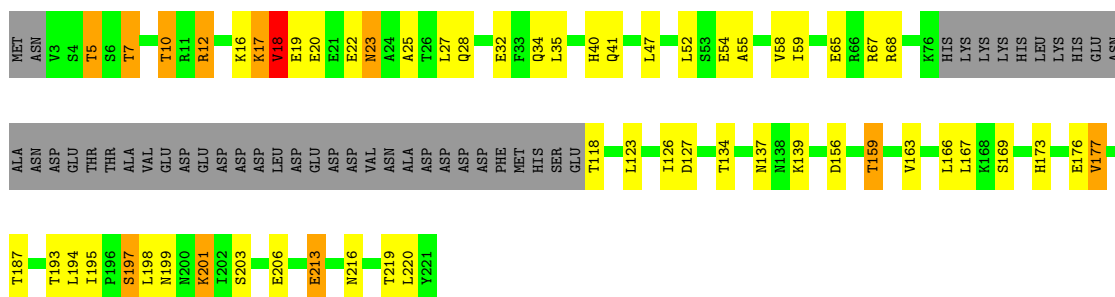 MET ASN V3 S4 T5 S6 T7 T10 R11 R12 K16 K17 V18 E19 E20 E21 E22 N23 A24 A25 T26 L27 Q28 E32 F33 Q34 L35 H40 Q41 L47 L52 S53 E54 A55 V58 I59 E65 R66 R67 R68 K76 HIS LYS LYS LYS HIS LEU LYS HIS GLU ASN
ALA ASN ASP GLU THR THR ALA VAL GLU ASP GLU ASP ASP LEU ASP GLU ASP ASP VAL ASN ALA ASP ASP ASP ASP PHE MET HIS SER GLU T118 L123 I126 D127 T134 N137 N138 K139 D156 T159 V163 L166 L167 K168 S169 H173 E176 V177
T187 T193 L194 I195 P196 S197 L198 N199 N200 K201 I202 S203 E206 E213 N216 T219 L220 Y221